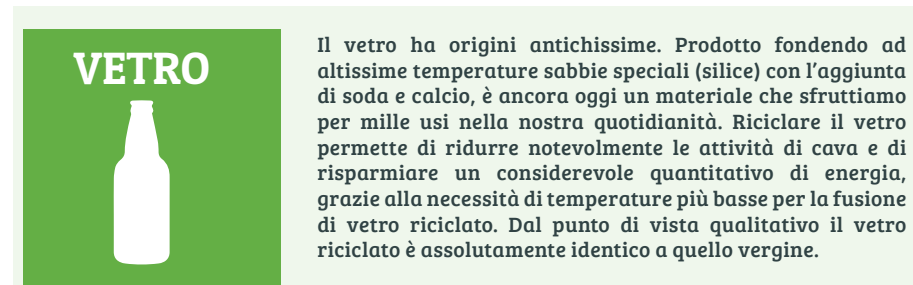 VETRO
Il vetro ha origini antichissime. Prodotto fondendo ad
altissime temperature sabbie speciali (silice) con l’aggiunta
di soda e calcio, è ancora oggi un materiale che sfruttiamo
per mille usi nella nostra quotidianità. Riciclare il vetro
permette di ridurre notevolmente le attività di cava e di
risparmiare un considerevole quantitativo di energia,
grazie alla necessità di temperature più basse per la fusione
di vetro riciclato. Dal punto di vista qualitativo il vetro
riciclato è assolutamente identico a quello vergine.